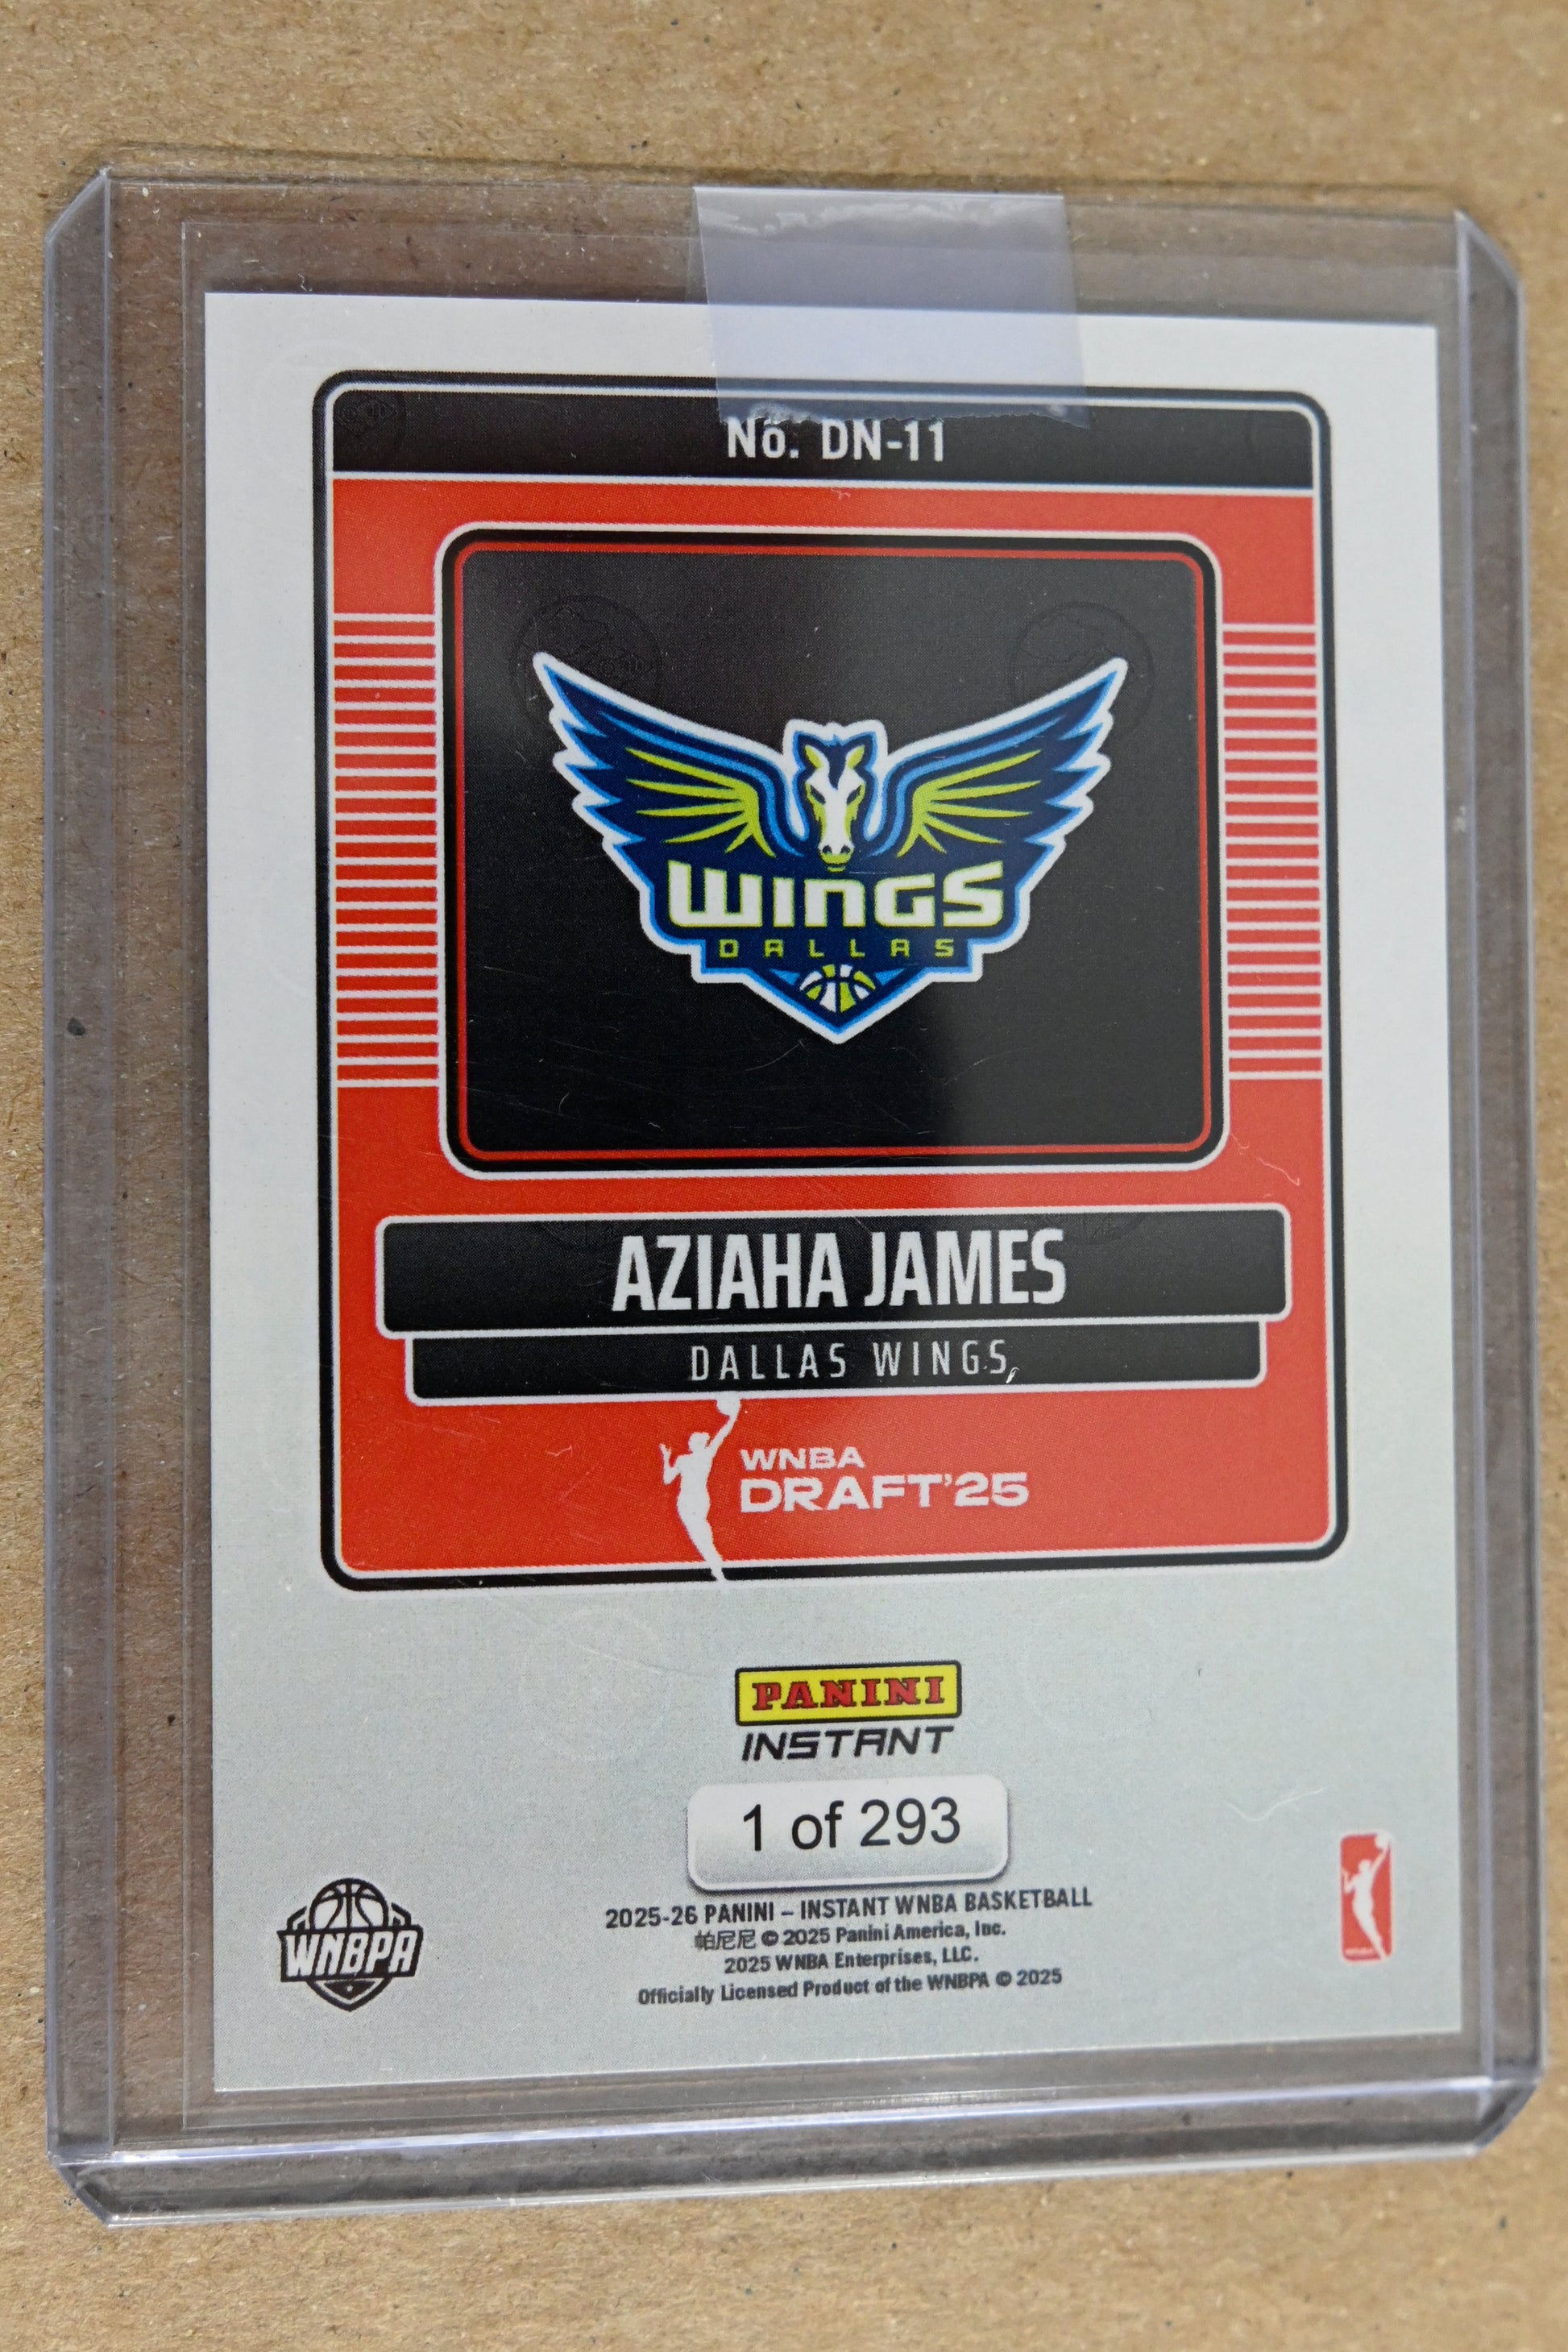 No. DN-11
WINGS
DALLAS
AZIAHA JAMES
DALLAS WINGS
WNBA
DRAFT'25
PANINI
INSTANT
1 of 293
2025-26 PANINI – INSTANT WNBA BASKETBALL
帕尼尼 © 2025 Panini America, Inc.
2025 WNBA Enterprises, LLC.
Officially Licensed Product of the WNBPA © 2025
WNBPA